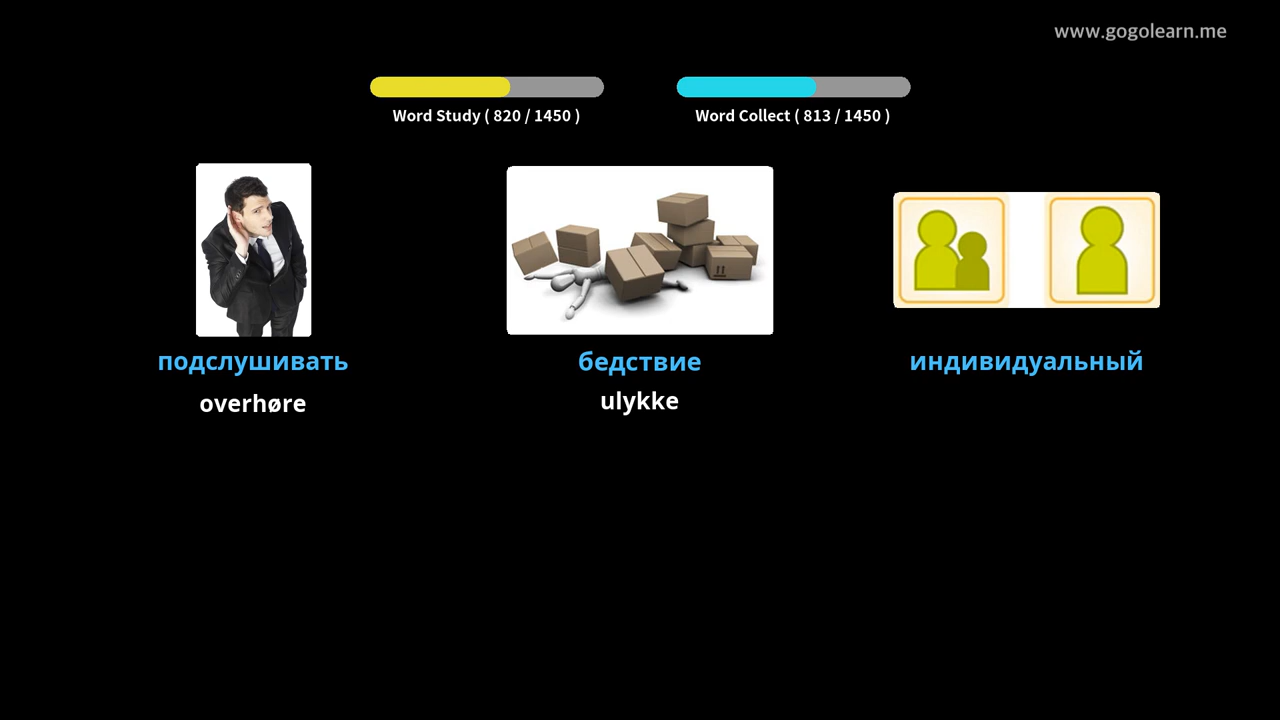 www.gogolearn.me
Word Study ( 820 / 1450 )
Word Collect ( 813 / 1450 )
подслушивать
бедствие
индивидуальный
overhøre
ulykke